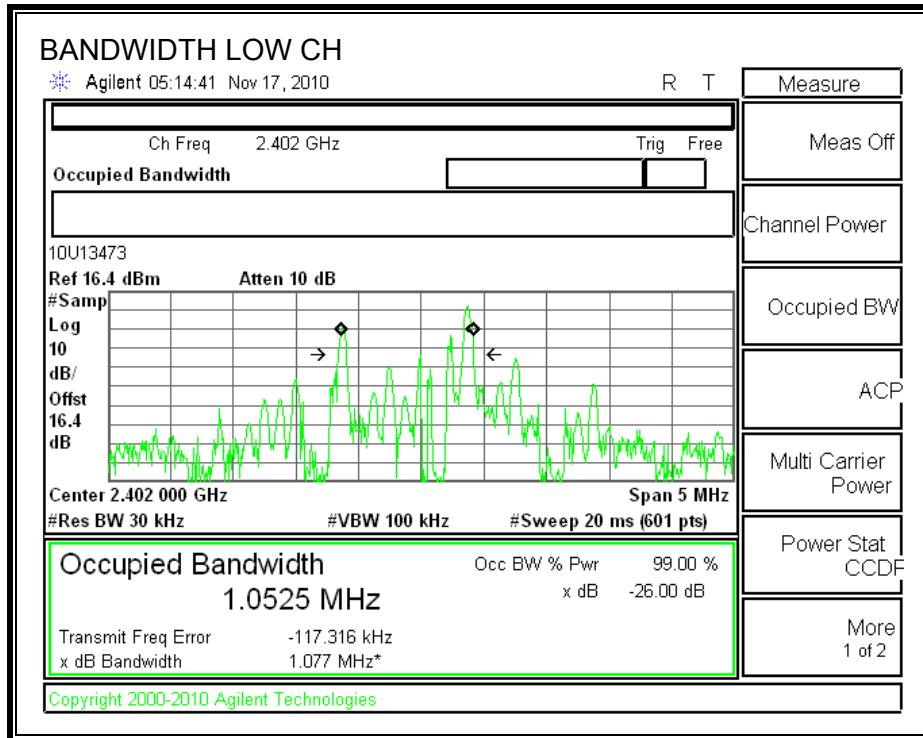 BANDWIDTH LOW CH
Agilent 05:14:41 Nov 17, 2010 R T
Measure
Ch Freq 2.402 GHz Trig Free
Meas Off
Occupied Bandwidth
Channel Power
10U13473
Ref 16.4 dBm Atten 10 dB
#Samp
Log
10
dB/
Offst
16.4
dB
Occupied BW
ACP
Multi Carrier
Power
Center 2.402 000 GHz Span 5 MHz
#Res BW 30 kHz #VBW 100 kHz #Sweep 20 ms (601 pts)
Power Stat
CCDF
Occupied Bandwidth Occ BW % Pwr 99.00 %
1.0525 MHz x dB -26.00 dB
Transmit Freq Error -117.316 kHz
x dB Bandwidth 1.077 MHz*
More
1 of 2
Copyright 2000-2010 Agilent Technologies